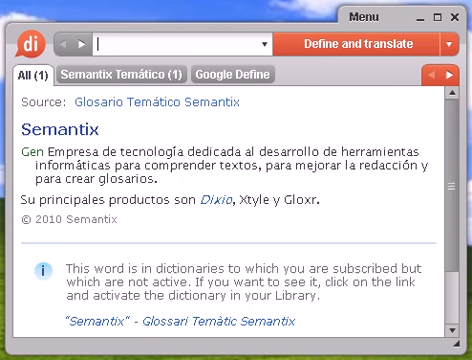 Menu
di
Define and translate
All (1) Semantix Temático (1) Google Define
Source: Glosario Temático Semantix
Semantix
Gen Empresa de tecnología dedicada al desarrollo de herramientas
informáticas para comprender textos, para mejorar la redacción y
para crear glosarios.
Su principales productos son Dixio, Xtyle y Gloxr.
© 2010 Semantix
i
This word is in dictionaries to which you are subscribed but
which are not active. If you want to see it, click on the link
and activate the dictionary in your Library.
"Semantix" - Glossari Temàtic Semantix